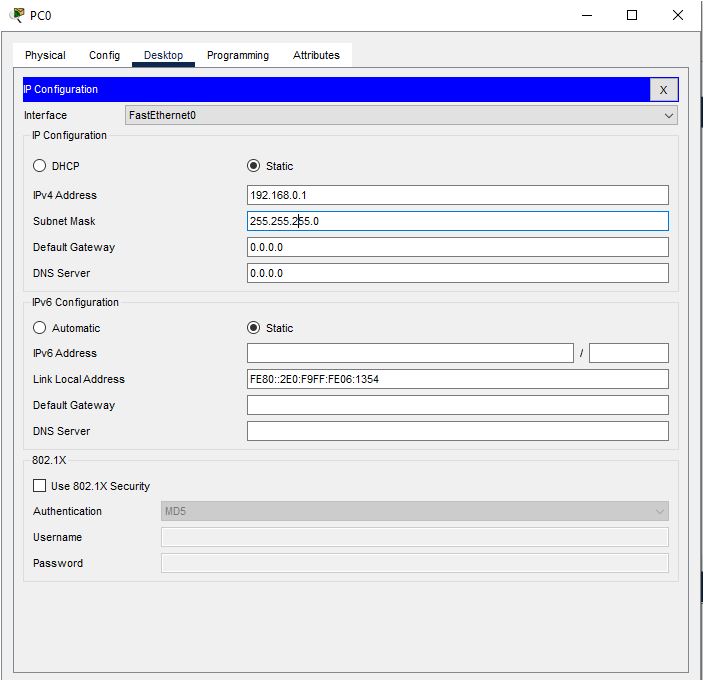 PC0
Physical Config Desktop Programming Attributes
IP Configuration X
Interface FastEthernet0
IP Configuration
DHCP Static
IPv4 Address 192.168.0.1
Subnet Mask 255.255.255.0
Default Gateway 0.0.0.0
DNS Server 0.0.0.0
IPv6 Configuration
Automatic Static
IPv6 Address /
Link Local Address FE80::2E0:F9FF:FE06:1354
Default Gateway
DNS Server
802.1X
Use 802.1X Security
Authentication MD5
Username
Password